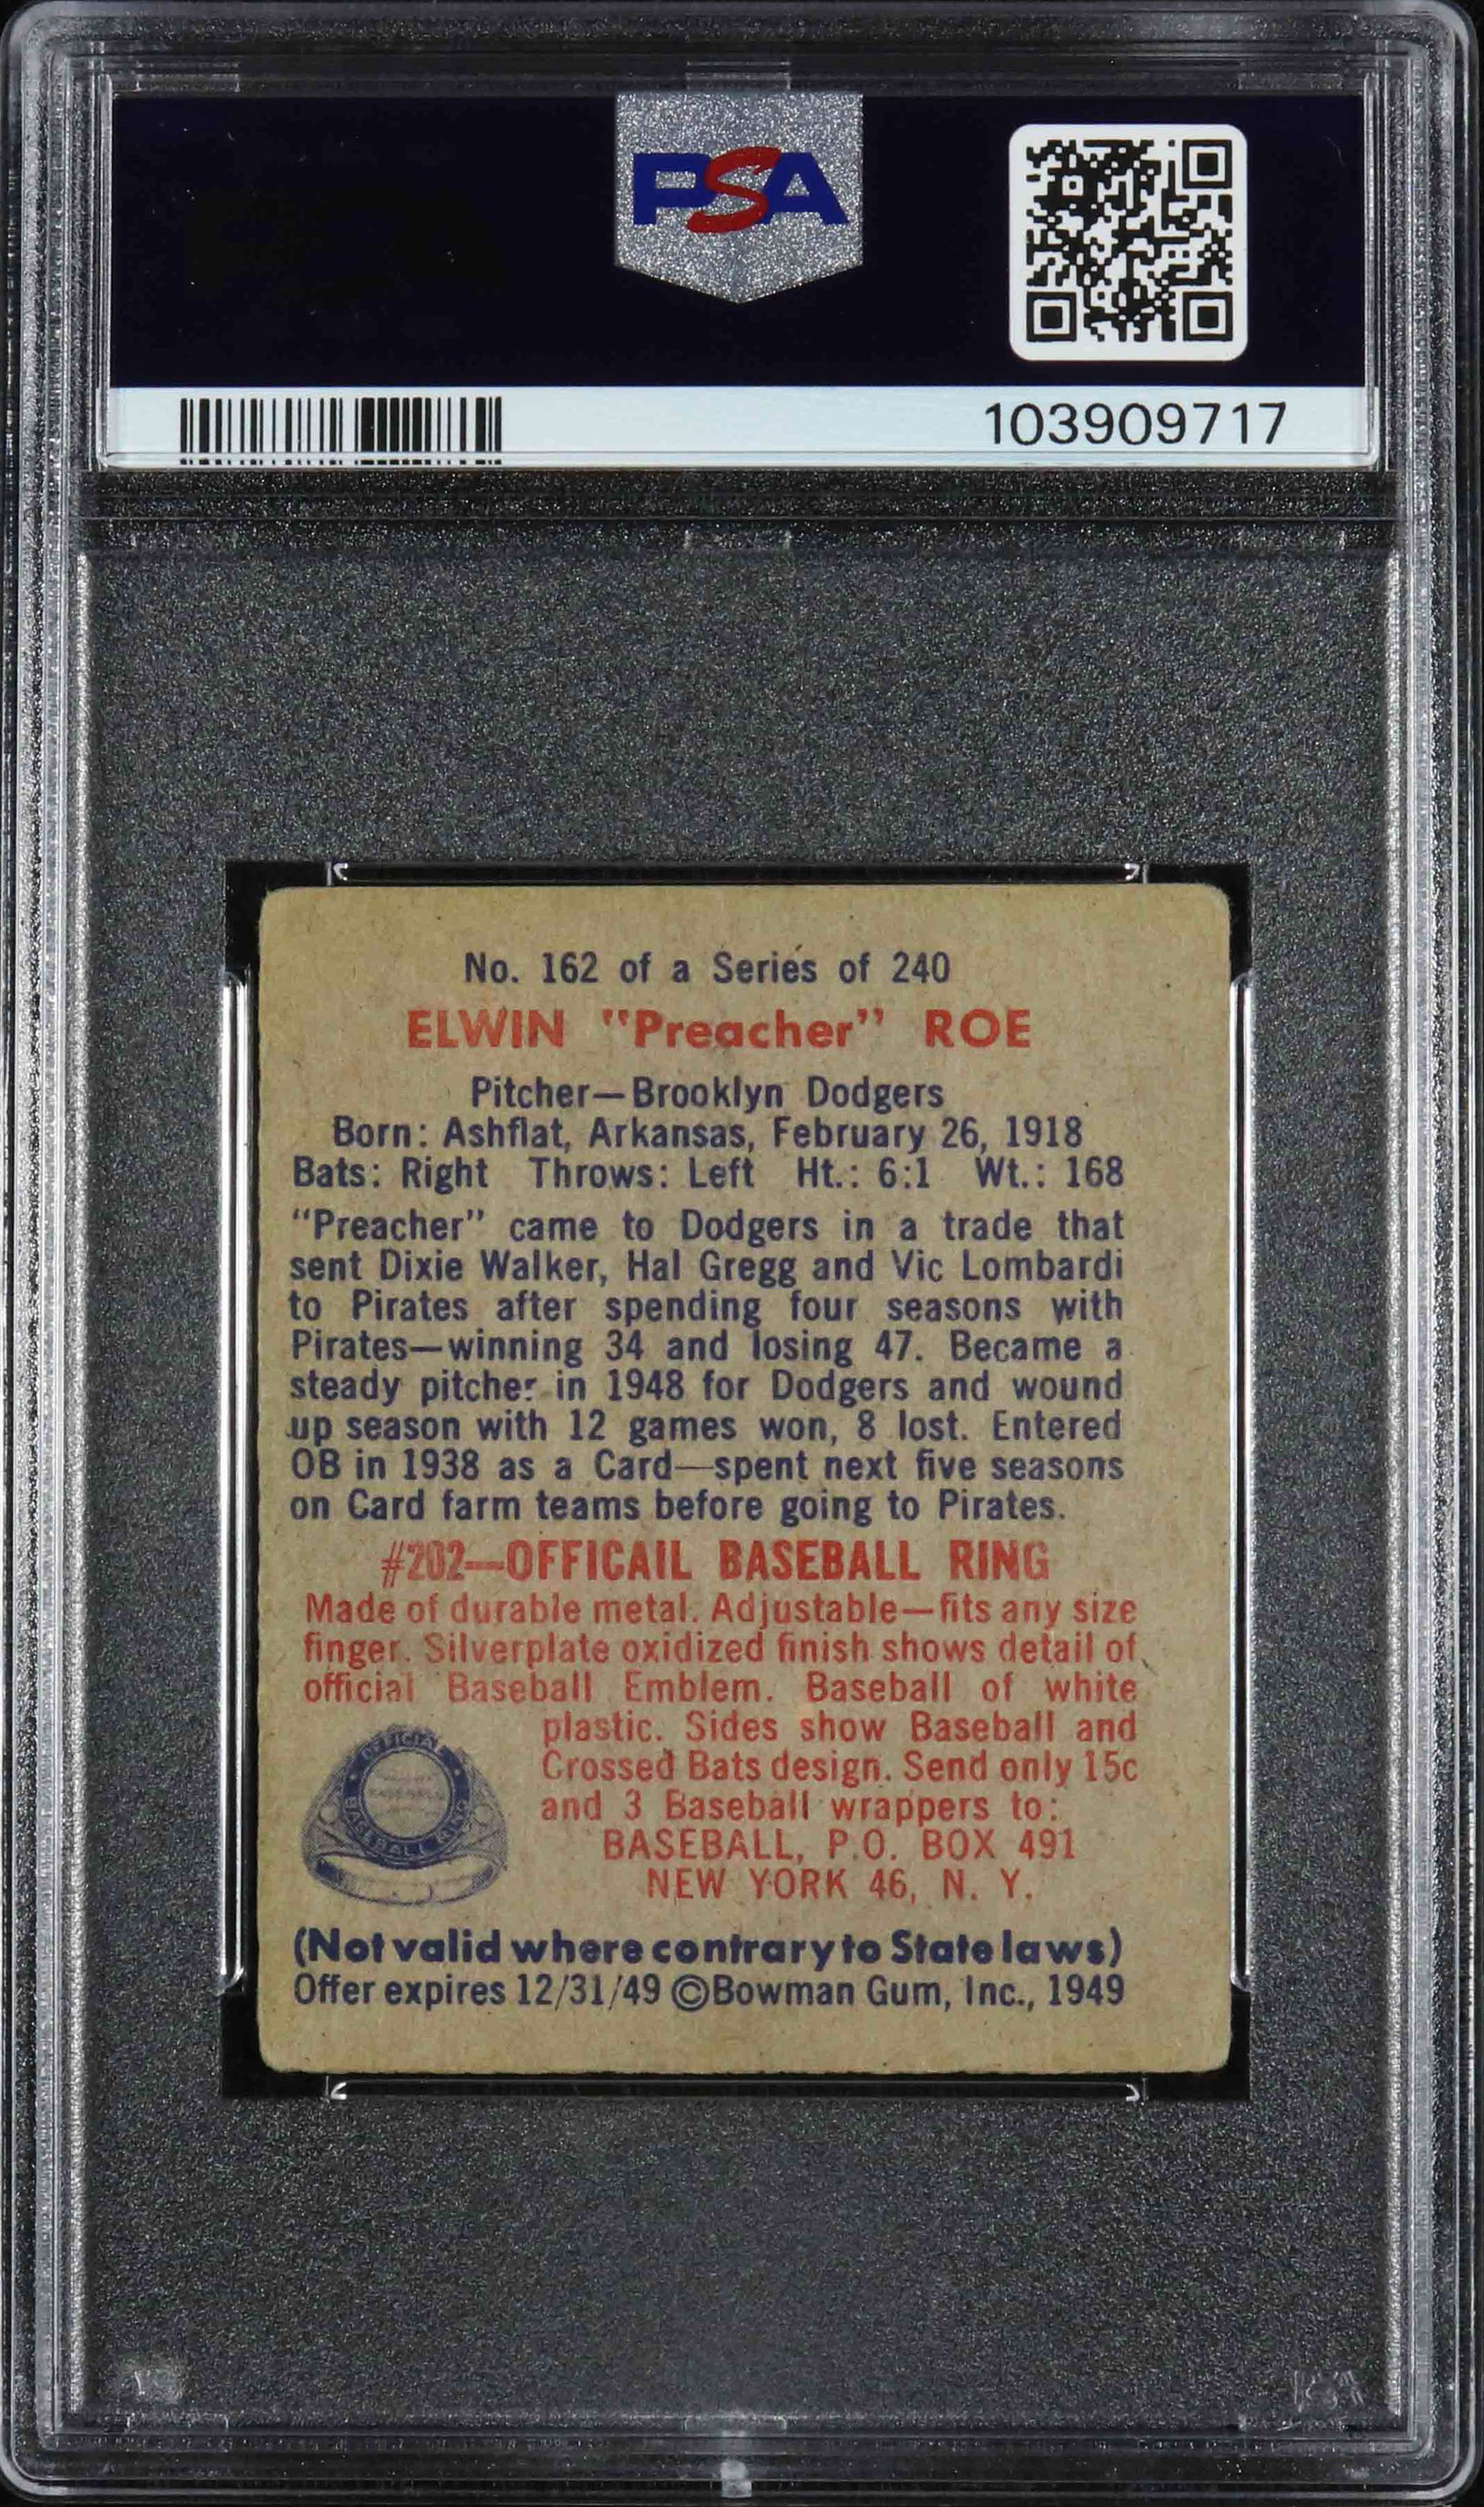 PSA
103909717
No. 162 of a Series of 240
ELWIN "Preacher" ROE
Pitcher—Brooklyn Dodgers
Born: Ashflat, Arkansas, February 26, 1918
Bats: Right Throws: Left Ht.: 6:1 Wt.: 168
"Preacher" came to Dodgers in a trade that
sent Dixie Walker, Hal Gregg and Vic Lombardi
to Pirates after spending four seasons with
Pirates—winning 34 and losing 47. Became a
steady pitcher in 1948 for Dodgers and wound
up season with 12 games won, 8 lost. Entered
OB in 1938 as a Card—spent next five seasons
on Card farm teams before going to Pirates.
#202—OFFICAIL BASEBALL RING
Made of durable metal. Adjustable—fits any size
finger. Silverplate oxidized finish shows detail of
official Baseball Emblem. Baseball of white
plastic. Sides show Baseball and
Crossed Bats design. Send only 15c
and 3 Baseball wrappers to:
BASEBALL, P.O. BOX 491
NEW YORK 46, N. Y.
OFFICIAL
BASEBALL RING
(Not valid where contrary to State laws)
Offer expires 12/31/49 ©Bowman Gum, Inc., 1949